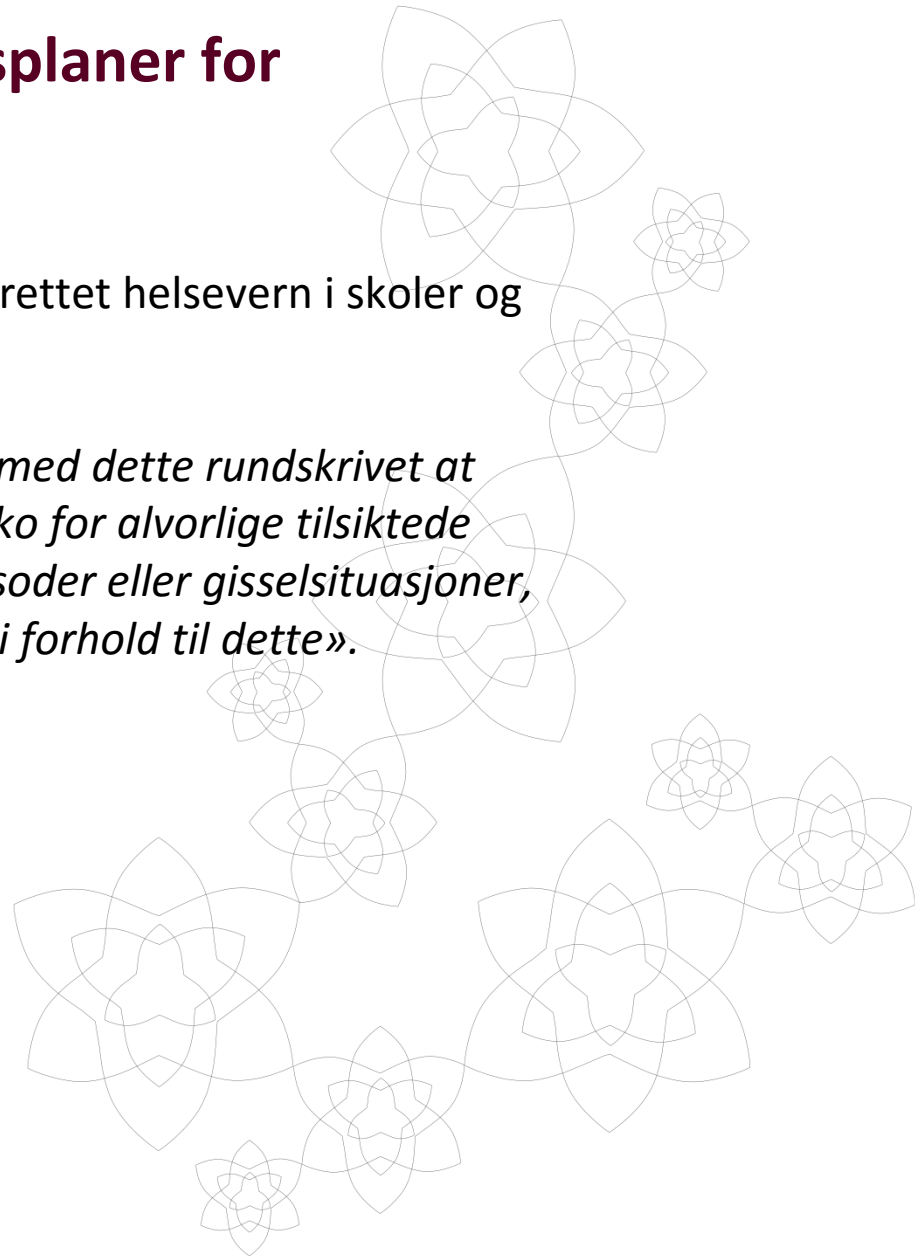 splaner for
rettet helsevern i skoler og
med dette rundskrivet at
ko for alvorlige tilsiktede
soder eller gisselsituasjoner,
i forhold til dette».